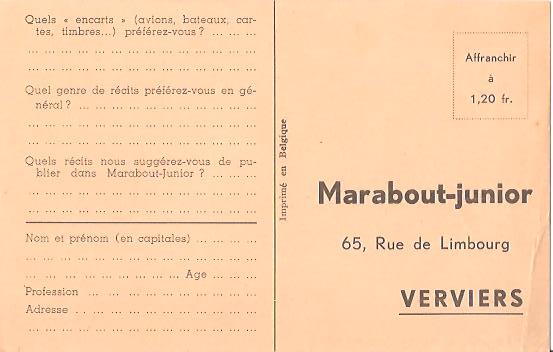 Quels « encarts » (avions, bateaux, car-
tes, timbres...) préférez-vous ? ... ... ...
... ... ... ... ... ... ... ... ... ... ... ...
... ... ... ... ... ... ... ... ... ... ... ...
Quel genre de récits préférez-vous en gé-
néral ? ... ... ... ... ... ... ... ... ... ...
... ... ... ... ... ... ... ... ... ... ... ...
... ... ... ... ... ... ... ... ... ... ... ...
Quels récits nous suggérez-vous de pu-
blier dans Marabout-Junior ? ... ... ...
... ... ... ... ... ... ... ... ... ... ... ...
... ... ... ... ... ... ... ... ... ... ... ...
Nom et prénom (en capitales) ... ... ... ...
... ... ... ... ... ... ... ... ... ... ... ...
... ... ... ... ... ... ... ... Age ... ... ...
Profession ... ... ... ... ... ... ... ... ...
Adresse . . ... ... ... ... ... ... ... ... ...
... ... ... ... ... ... ... ... ... ... ... ...
Imprimé en Belgique
Affranchir
à
1,20 fr.
Marabout-junior
65, Rue de Limbourg
VERVIERS